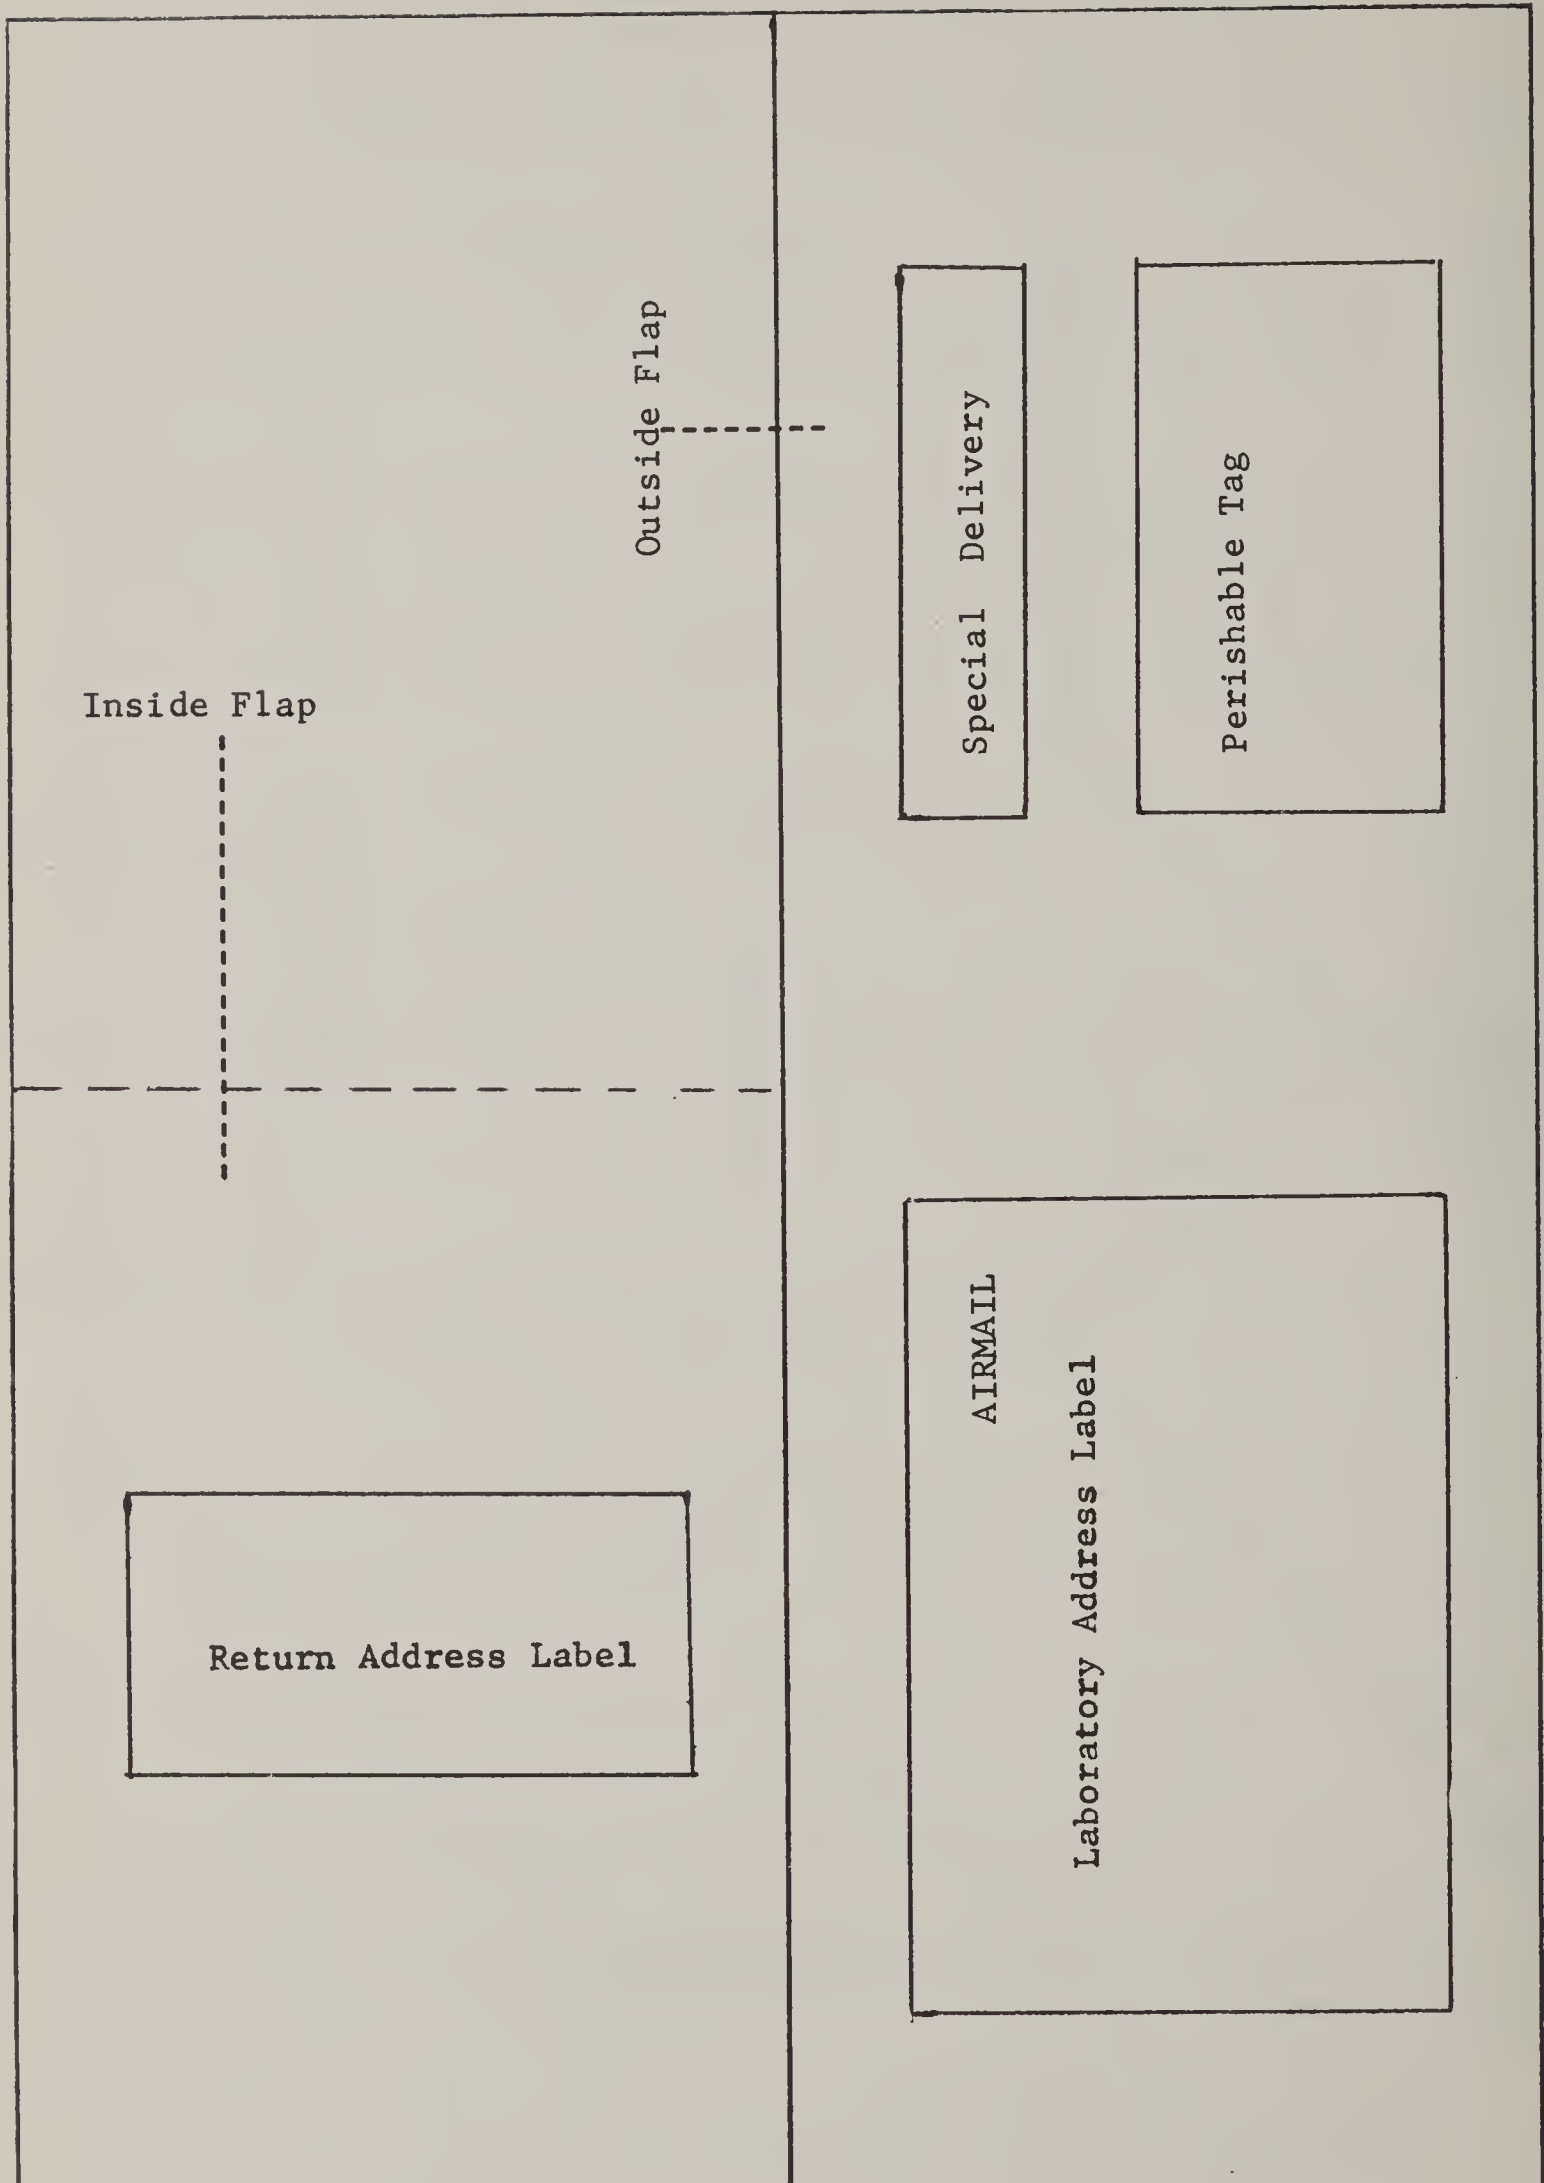 Inside Flap
Outside Flap
Special Delivery
Perishable Tag
Return Address Label
AIRMAIL
Laboratory Address Label